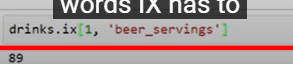 words IX has to
drinks.ix[1, 'beer_servings']
89